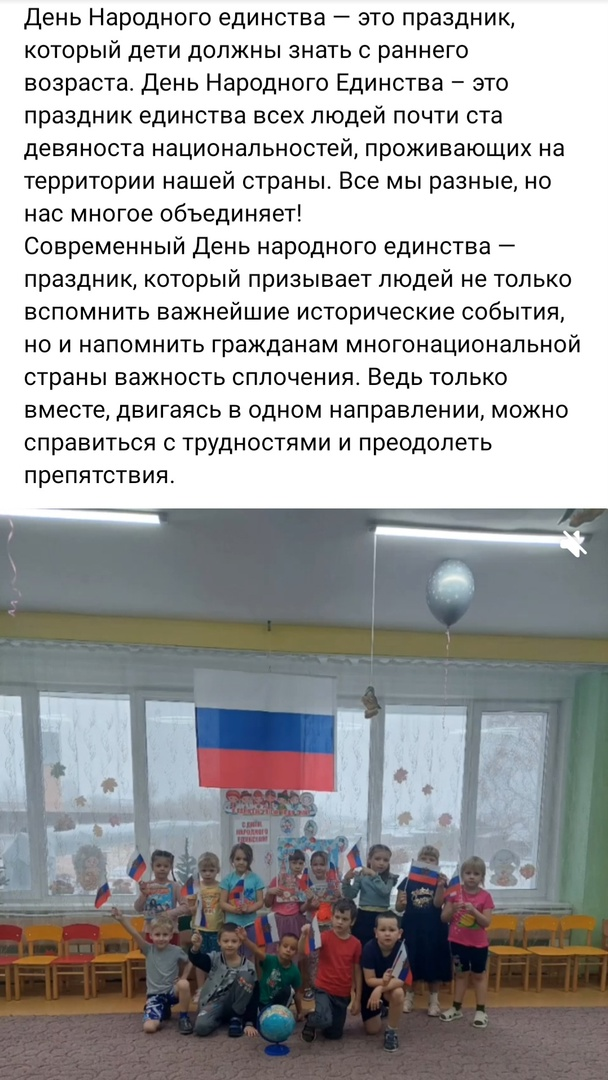 День Народного единства — это праздник,
который дети должны знать с раннего
возраста. День Народного Единства – это
праздник единства всех людей почти ста
девяноста национальностей, проживающих на
территории нашей страны. Все мы разные, но
нас многое объединяет!
Современный День народного единства —
праздник, который призывает людей не только
вспомнить важнейшие исторические события,
но и напомнить гражданам многонациональной
страны важность сплочения. Ведь только
вместе, двигаясь в одном направлении, можно
справиться с трудностями и преодолеть
препятствия.
С ДНЁМ
НАРОДНОГО
ЕДИНСТВА!